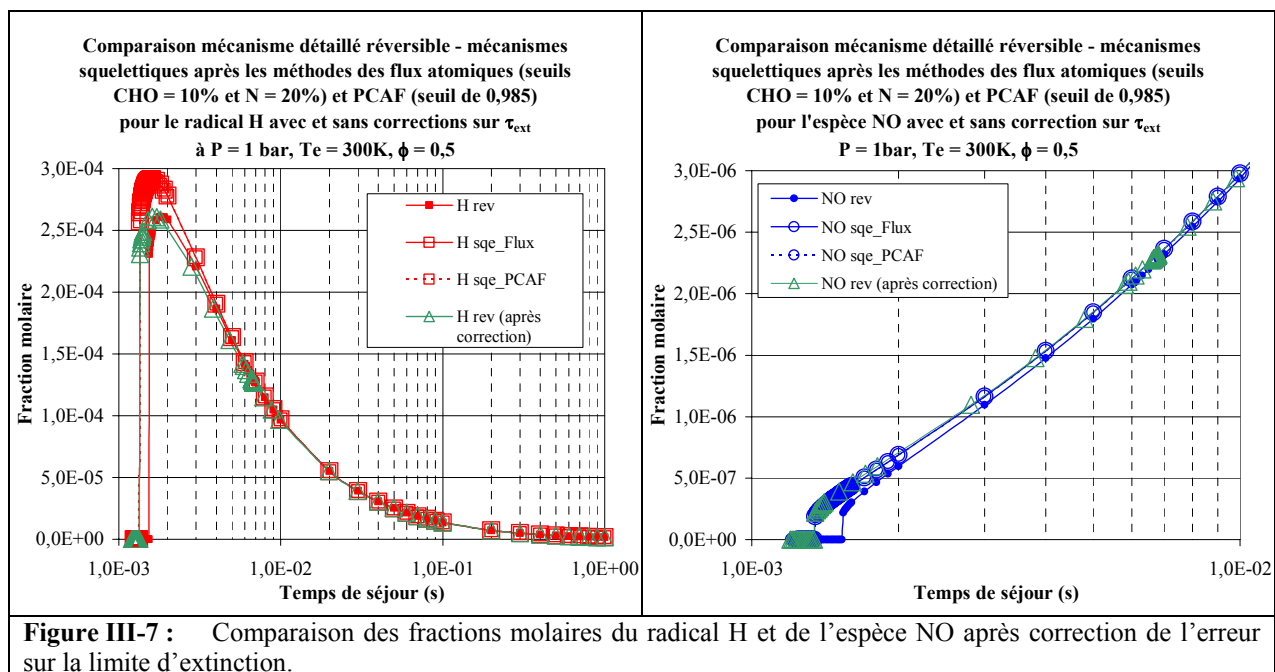 Comparaison mécanisme détaillé réversible - mécanismes
squelettiques après les méthodes des flux atomiques (seuils
CHO = 10% et N = 20%) et PCAF (seuil de 0,985)
pour le radical H avec et sans corrections sur τext
à P = 1 bar, Te = 300K, ϕ = 0,5
Fraction molaire
3,0E-04
2,5E-04
2,0E-04
1,5E-04
1,0E-04
5,0E-05
0,0E+00
H rev
H sqe_Flux
H sqe_PCAF
H rev (après
correction)
1,0E-03
1,0E-02
1,0E-01
1,0E+00
Temps de séjour (s)
Comparaison mécanisme détaillé réversible - mécanismes
squelettiques après les méthodes des flux atomiques (seuils
CHO = 10% et N = 20%) et PCAF (seuil de 0,985)
pour l'espèce NO avec et sans correction sur τext
P = 1bar, Te = 300K, ϕ = 0,5
Fraction molaire
3,0E-06
2,5E-06
2,0E-06
1,5E-06
1,0E-06
5,0E-07
0,0E+00
NO rev
NO sqe_Flux
NO sqe_PCAF
NO rev (après correction)
1,0E-03
1,0E-02
Temps de séjour (s)
Figure III-7 : Comparaison des fractions molaires du radical H et de l’espèce NO après correction de l’erreur
sur la limite d’extinction.